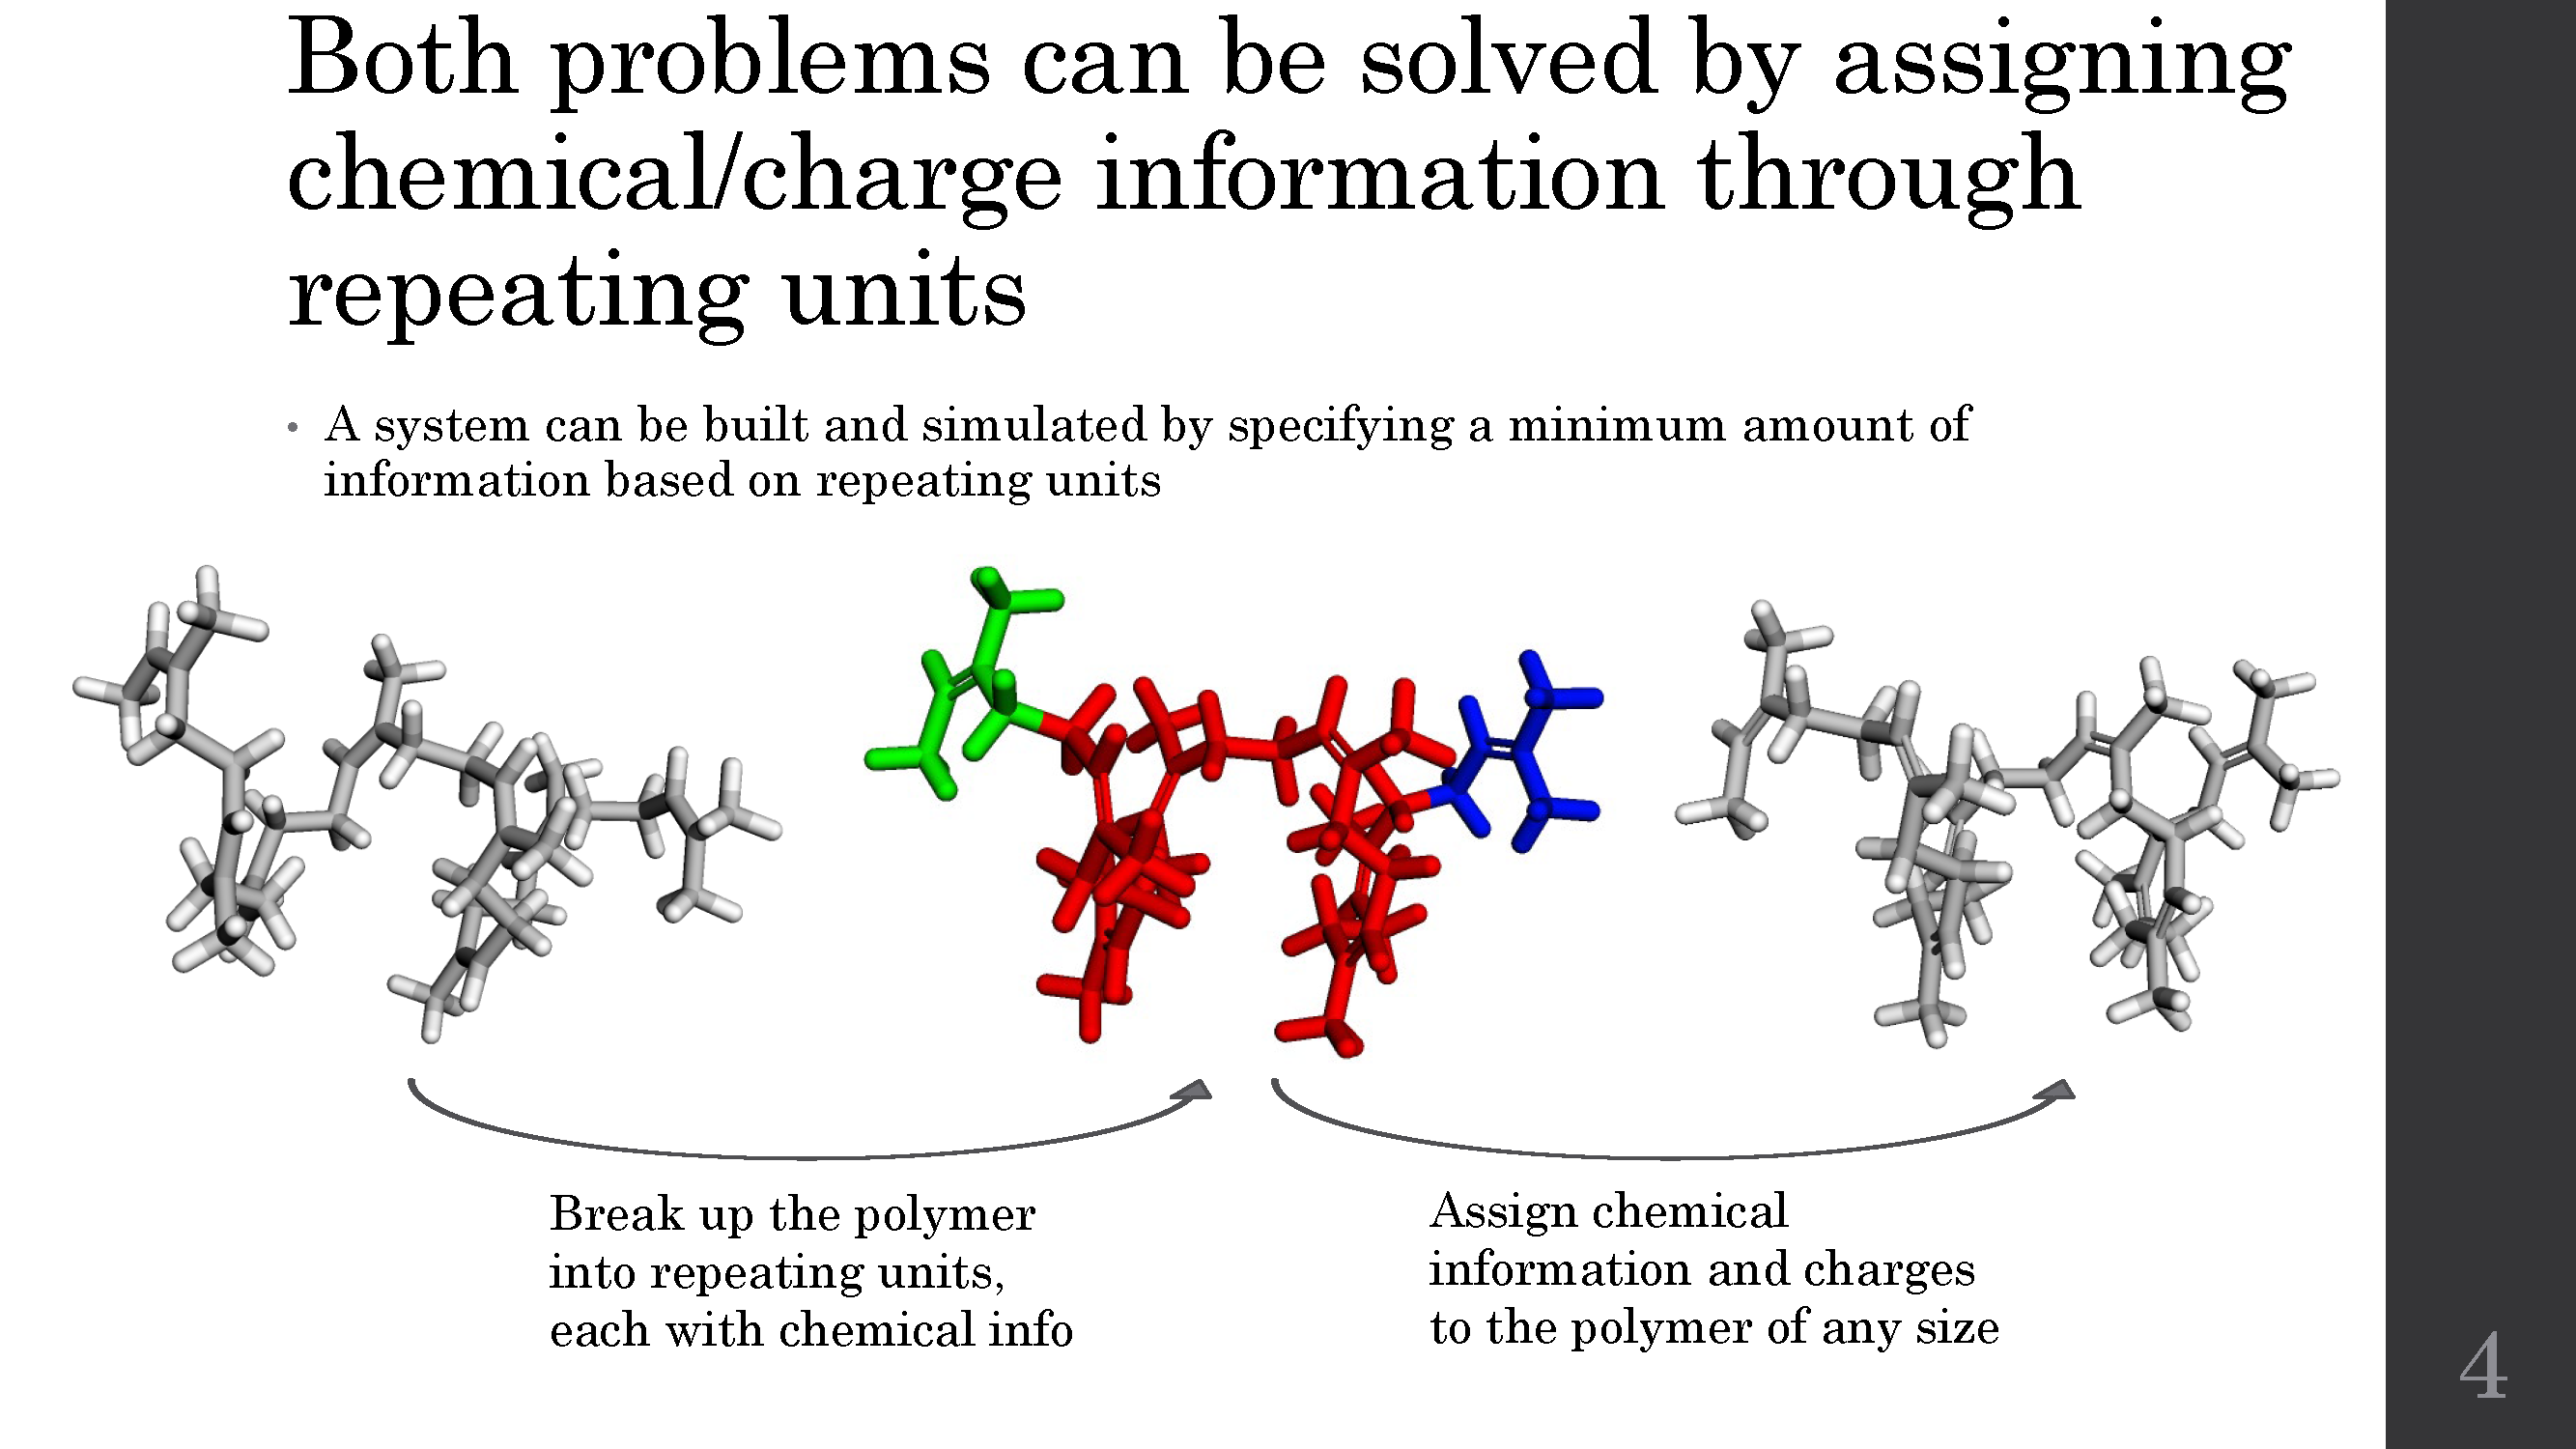 Both problems can be solved by assigning
chemical/charge information through
repeating units
• A system can be built and simulated by specifying a minimum amount of
information based on repeating units
Break up the polymer
into repeating units,
each with chemical info
Assign chemical
information and charges
to the polymer of any size
4